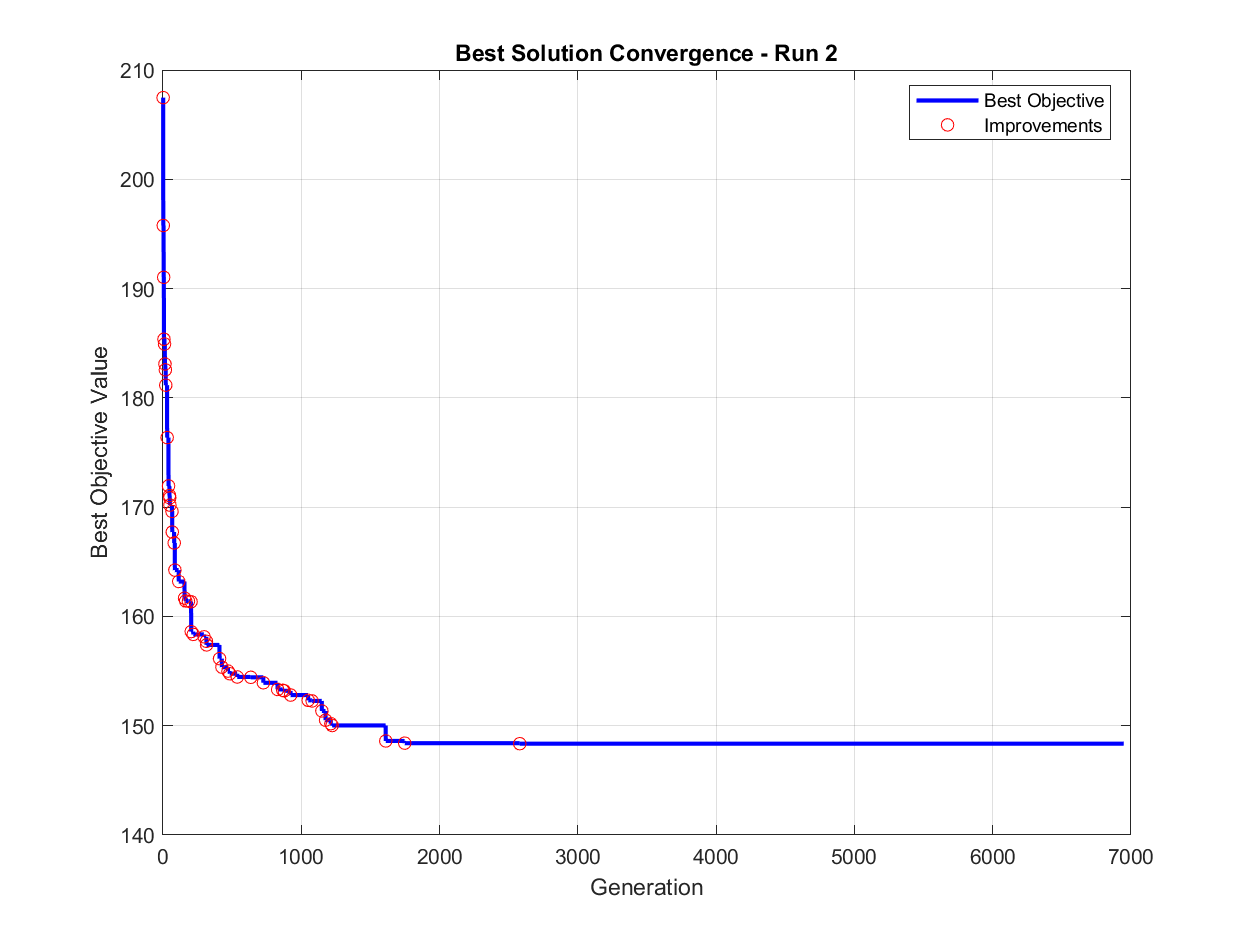 Best Solution Convergence - Run 2
210
200
190
180
170
160
150
140
Best Objective Value
Best Objective
Improvements
0 1000 2000 3000 4000 5000 6000 7000
Generation